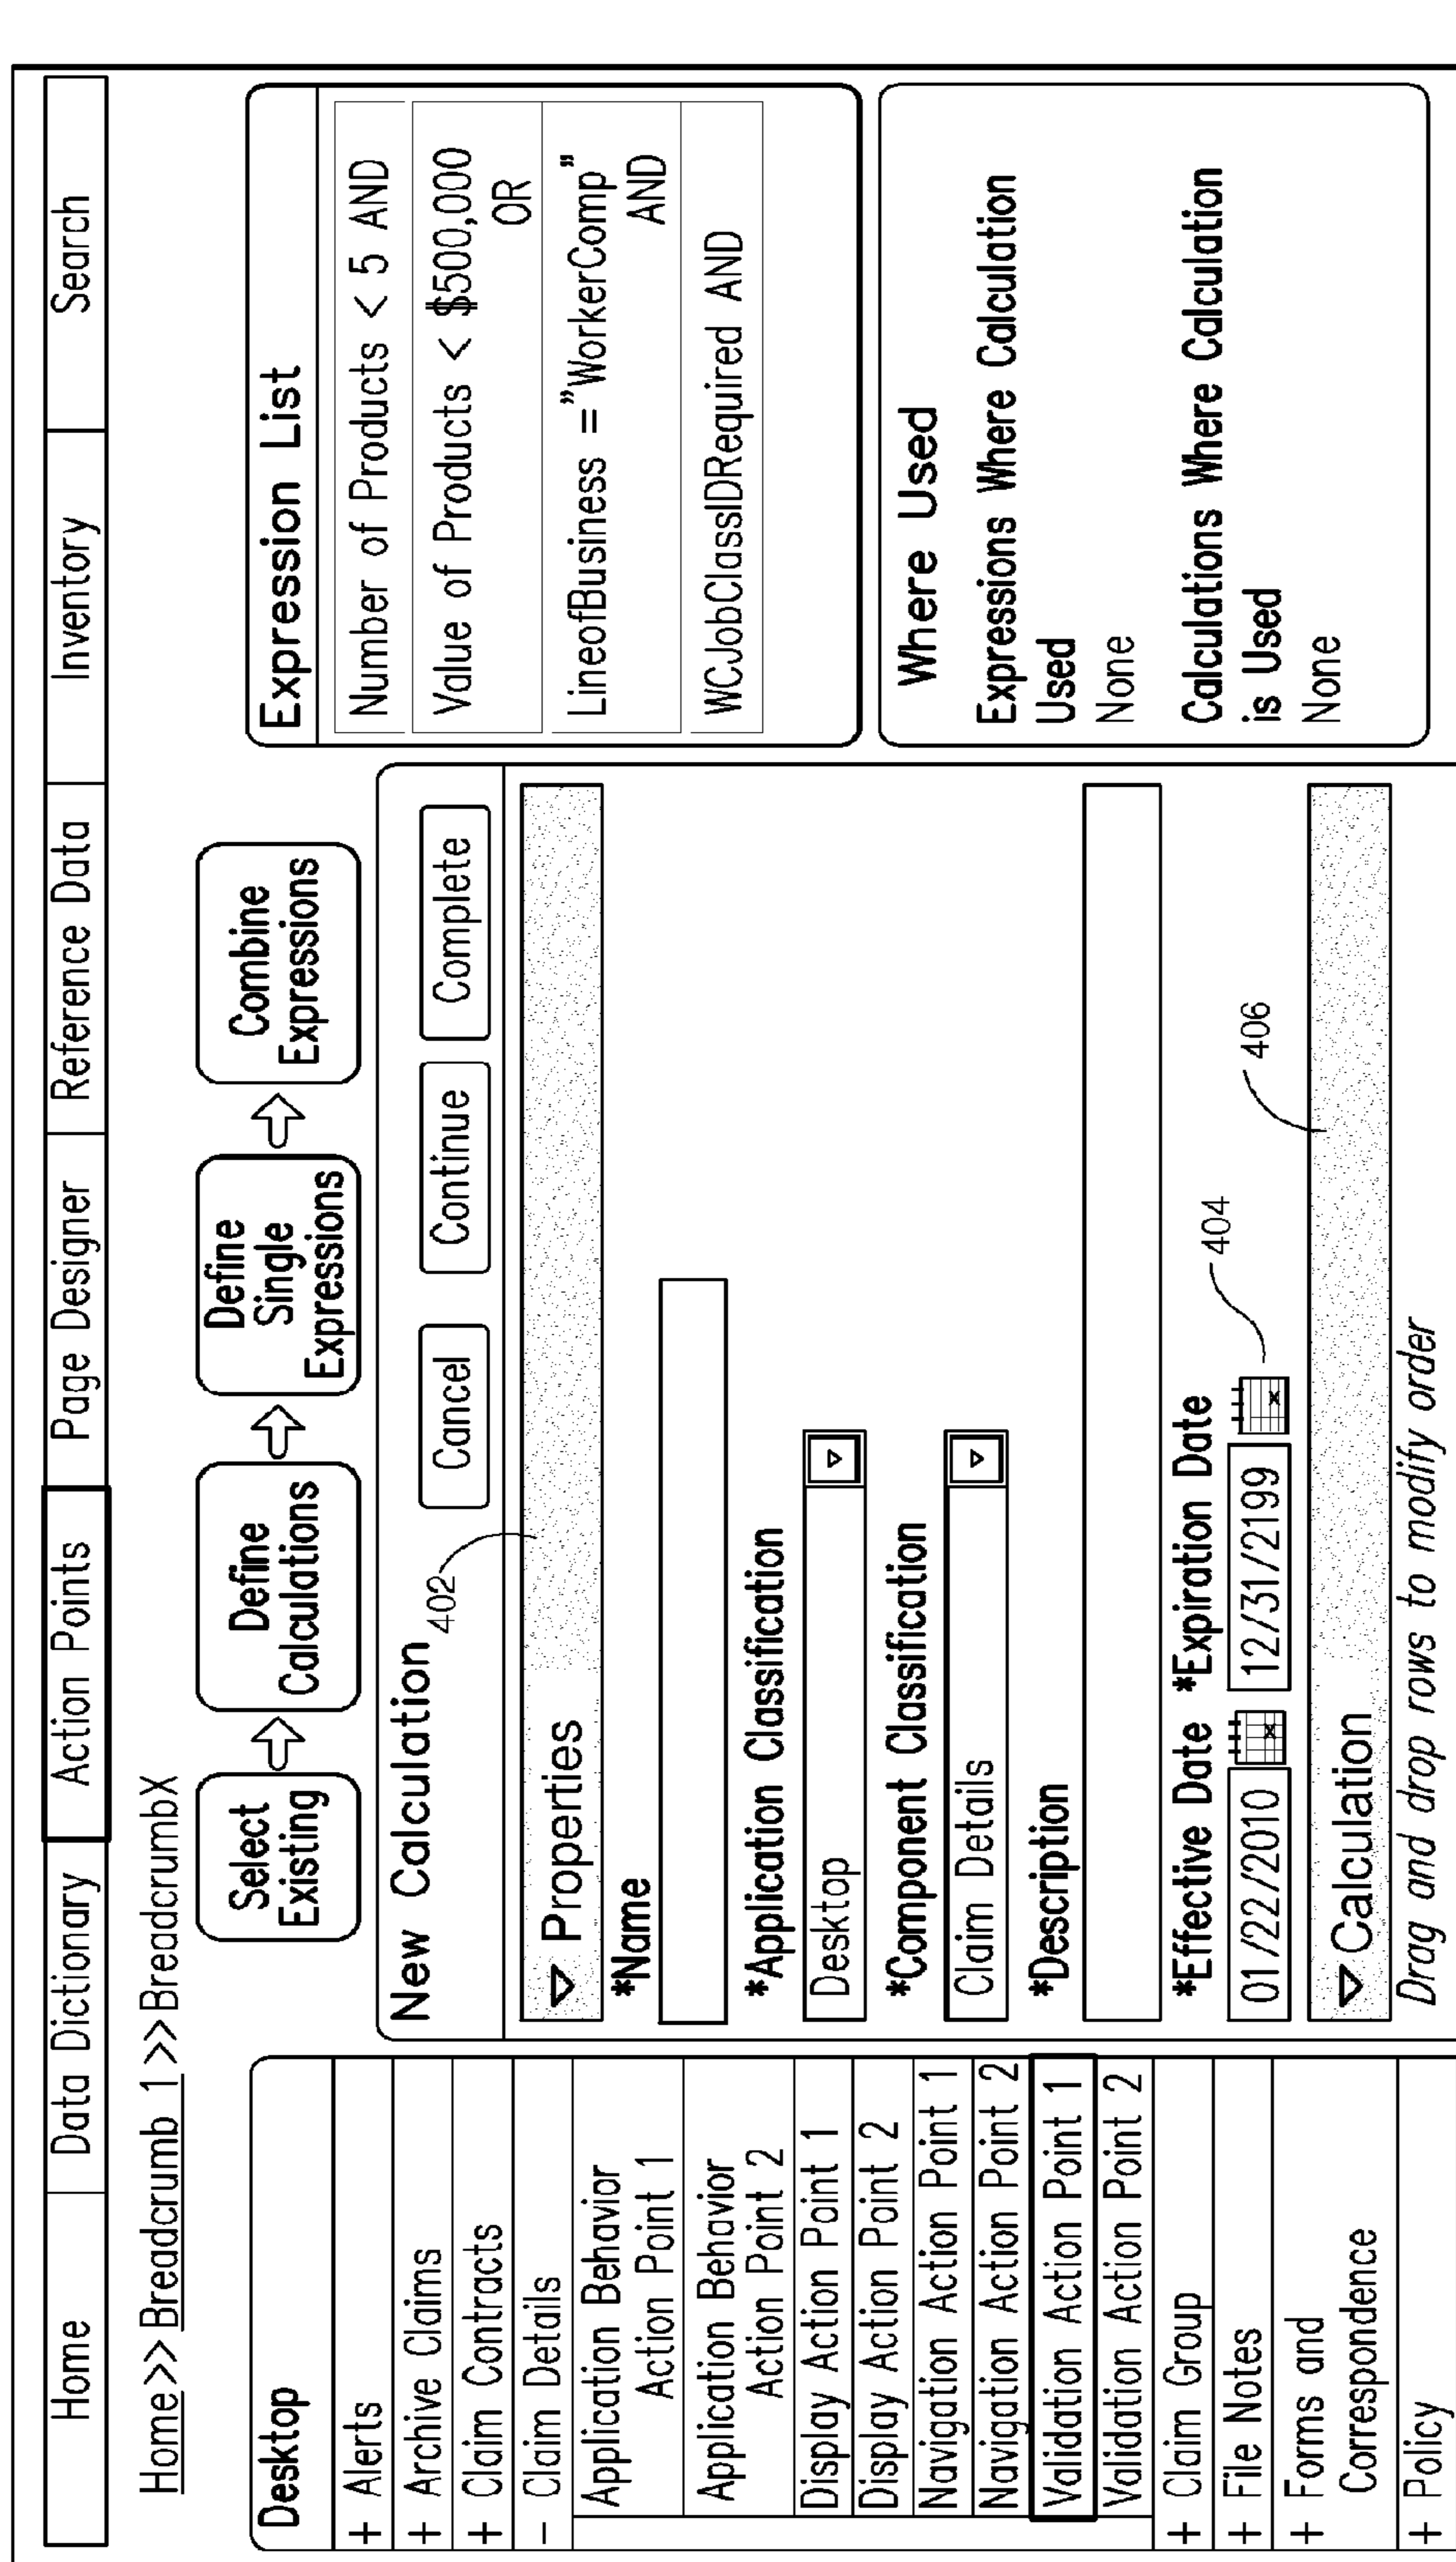 Home
Data Dictionary
Action Points
Page Designer
Reference Data
Inventory
Search
Home>>Breadcrumb 1>>BreadcrumbX
Select
Existing
Define
Calculations
Define
Single
Expressions
Combine
Expressions
Desktop
+ Alerts
+ Archive Claims
+ Claim Contracts
- Claim Details
Application Behavior
Action Point 1
Application Behavior
Action Point 2
Display Action Point 1
Display Action Point 2
Navigation Action Point 1
Navigation Action Point 2
Validation Action Point 1
Validation Action Point 2
+ Claim Group
+ File Notes
+ Forms and
Correspondence
+ Policy
New Calculation
402
Cancel
Continue
Complete
Properties
*Name
*Application Classification
Desktop
*Component Classification
Claim Details
*Description
*Effective Date *Expiration Date
01/22/2010
12/31/2199
404
406
Calculation
Drag and drop rows to modify order
Expression List
Number of Products < 5 AND
Value of Products < $500,000
OR
LineofBusiness ="WorkerComp"
AND
WCJobClassIDRequired AND
Where Used
Expressions Where Calculation
Used
None
Calculations Where Calculation
is Used
None